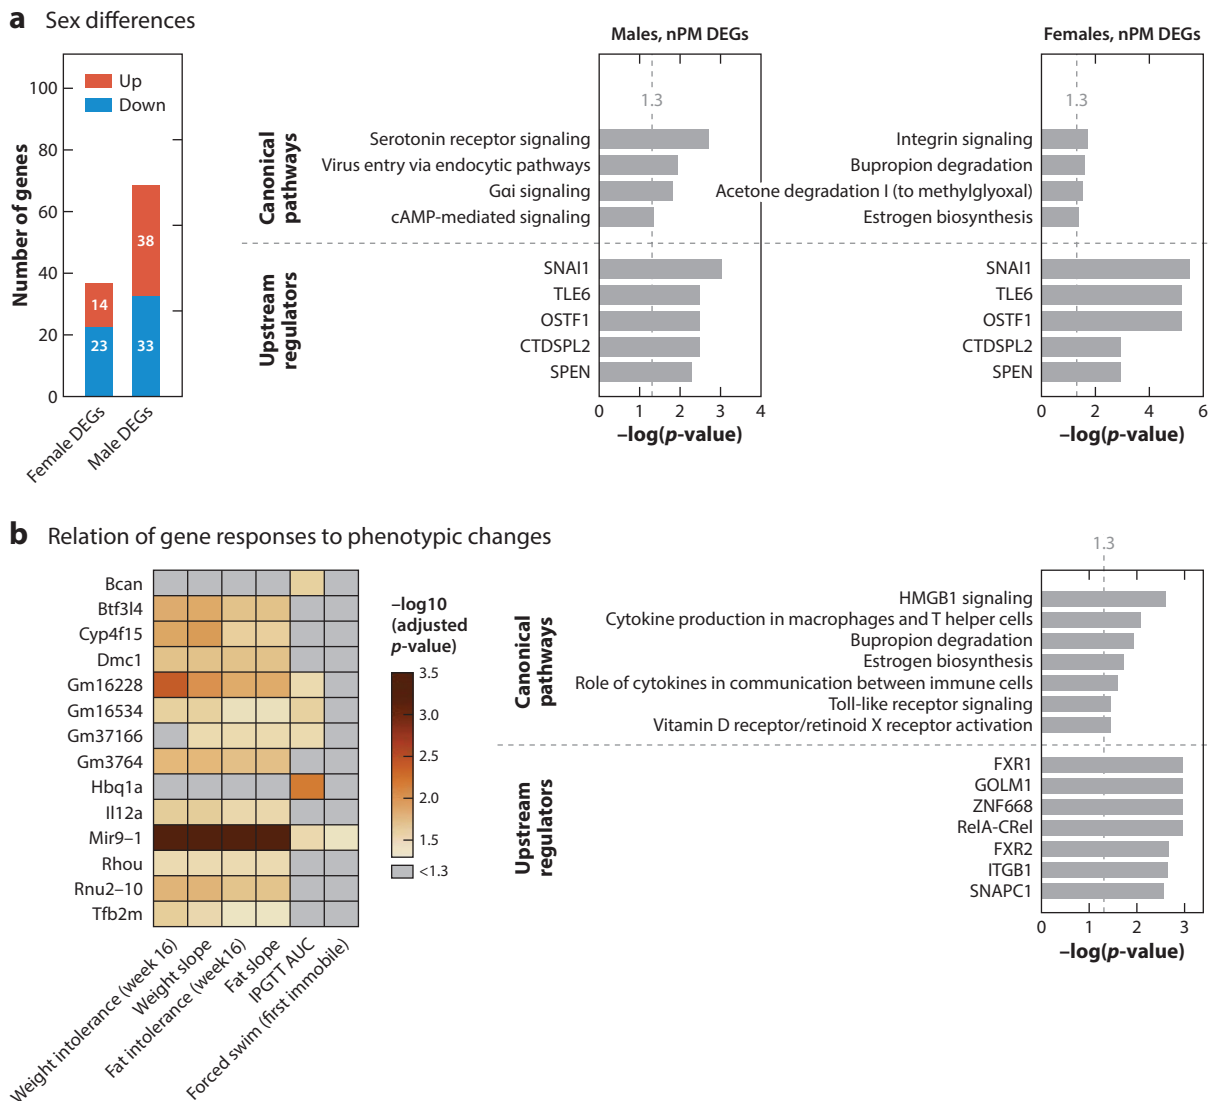 a Sex differences
Up
Down
Number of genes
100
80
60
40
20
0
14
23
38
33
Female DEGs
Male DEGs
Males, nPM DEGs
1.3
Canonical
pathways
Serotonin receptor signaling
Virus entry via endocytic pathways
Gαi signaling
cAMP-mediated signaling
Upstream
regulators
SNAI1
TLE6
OSTF1
CTDSPL2
SPEN
0 1 2 3 4
–log(p-value)
Females, nPM DEGs
1.3
Integrin signaling
Bupropion degradation
Acetone degradation I (to methylglyoxal)
Estrogen biosynthesis
SNAI1
TLE6
OSTF1
CTDSPL2
SPEN
0 2 4 6
–log(p-value)
b Relation of gene responses to phenotypic changes
Bcan
Btf3l4
Cyp4f15
Dmc1
Gm16228
Gm16534
Gm37166
Gm3764
Hbq1a
Il12a
Mir9–1
Rhou
Rnu2–10
Tfb2m
Weight intolerance (week 16)
Weight slope
Fat intolerance (week16)
Fat slope
IPGTT AUC
Forced swim (first immobile)
–log10
(adjusted
p-value)
3.5
3.0
2.5
2.0
1.5
<1.3
1.3
Canonical
pathways
HMGB1 signaling
Cytokine production in macrophages and T helper cells
Bupropion degradation
Estrogen biosynthesis
Role of cytokines in communication between immune cells
Toll-like receptor signaling
Vitamin D receptor/retinoid X receptor activation
Upstream
regulators
FXR1
GOLM1
ZNF668
RelA-CRel
FXR2
ITGB1
SNAPC1
0 1 2 3
–log(p-value)